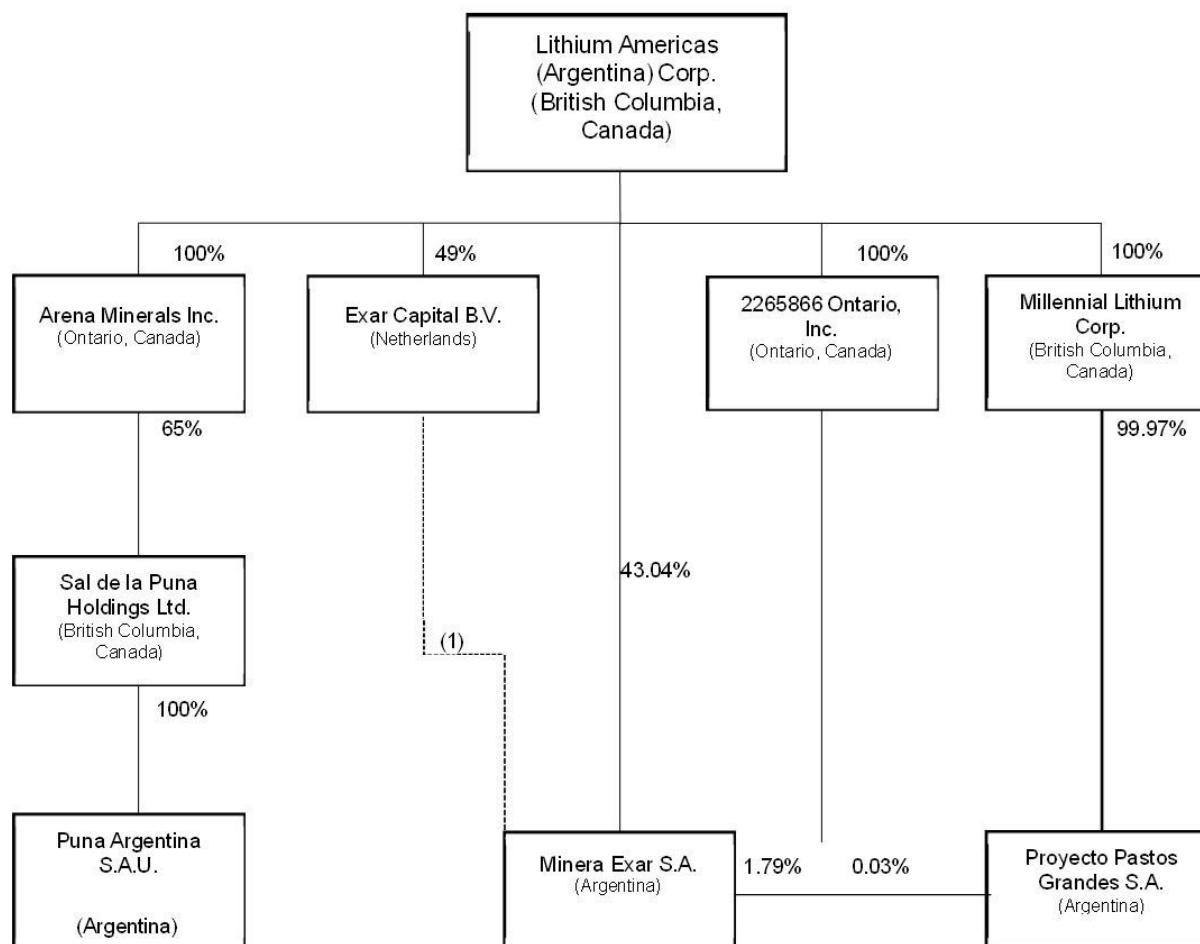 Lithium Americas
(Argentina) Corp.
(British Columbia,
Canada)
100%
49%
100%
100%
Arena Minerals Inc.
(Ontario, Canada)
Exar Capital B.V.
(Netherlands)
2265866 Ontario,
Inc.
(Ontario, Canada)
Millennial Lithium
Corp.
(British Columbia,
Canada)
65%
99.97%
Sal de la Puna
Holdings Ltd.
(British Columbia,
Canada)
43.04%
(1)
100%
Puna Argentina
S.A.U.
(Argentina)
Minera Exar S.A.
(Argentina)
1.79%
0.03%
Proyecto Pastos
Grandes S.A.
(Argentina)